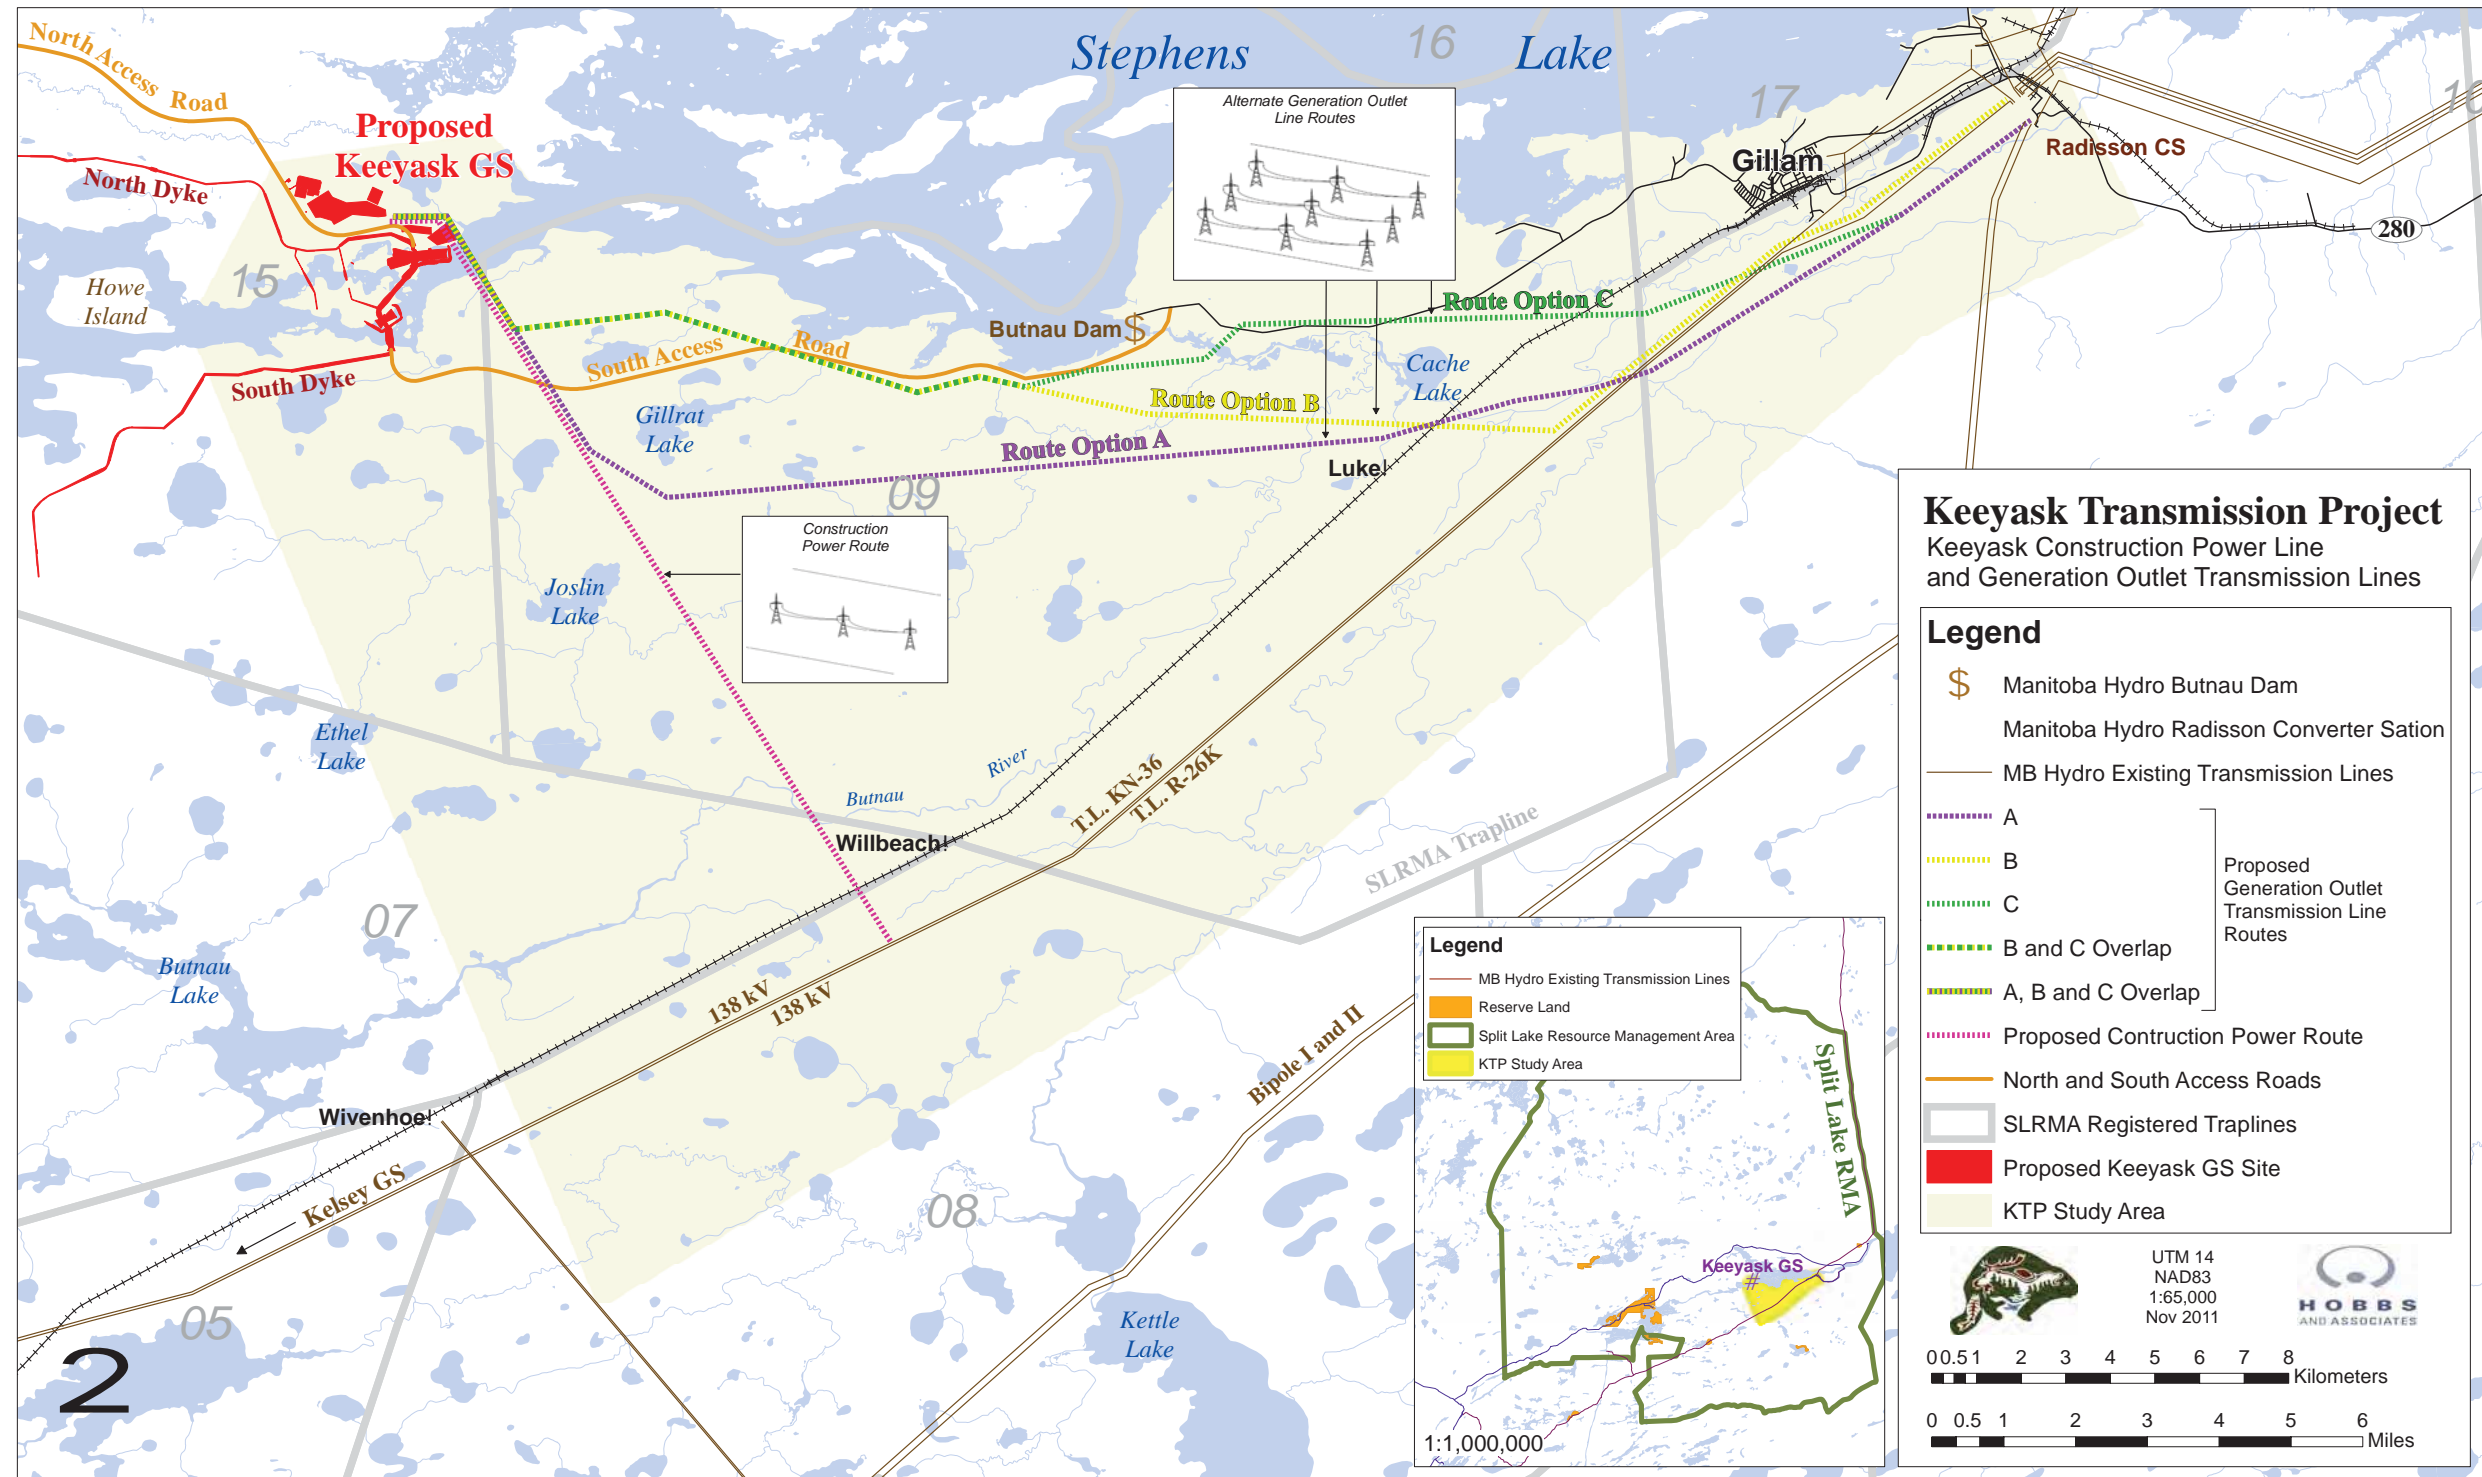 North Access Road
Proposed
Keeyask GS
North Dyke
15
Howe
Island
South Dyke
Stephens Lake
16
17
10
Alternate Generation Outlet
Line Routes
Gillam
Radisson CS
280
Butnau Dam $
South Access Road
Route Option C
Cache
Lake
Route Option B
Route Option A
Gillrat
Lake
Luke!
09
Construction
Power Route
Joslin
Lake
Ethel
Lake
Butnau River
Willbeach!
T.L. KN-36
T.L. R-26K
SLRMA Trapline
07
Butnau
Lake
138 kV
138 kV
Bipole I and II
Wivenhoe!
Kelsey GS
08
05
Kettle
Lake
2
Keeyask Transmission Project
Keeyask Construction Power Line
and Generation Outlet Transmission Lines
Legend
$ Manitoba Hydro Butnau Dam
Manitoba Hydro Radisson Converter Sation
MB Hydro Existing Transmission Lines
A
B
C
B and C Overlap
A, B and C Overlap
Proposed
Generation Outlet
Transmission Line
Routes
Proposed Contruction Power Route
North and South Access Roads
SLRMA Registered Traplines
Proposed Keeyask GS Site
KTP Study Area
UTM 14
NAD83
1:65,000
Nov 2011
HOBBS
AND ASSOCIATES
0 0.5 1 2 3 4 5 6 7 8
Kilometers
0 0.5 1 2 3 4 5 6
Miles
Legend
MB Hydro Existing Transmission Lines
Reserve Land
Split Lake Resource Management Area
KTP Study Area
Split Lake RMA
Keeyask GS
#
1:1,000,000